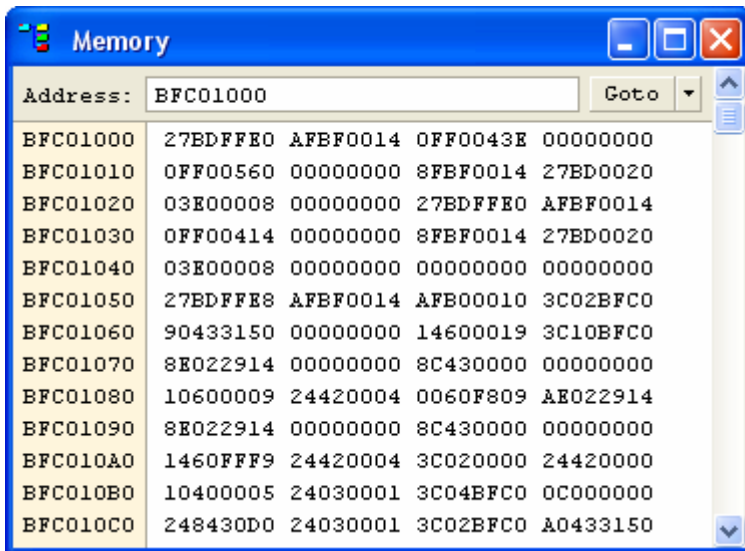 Memory
Address: BFC01000 Goto
BFC01000 27BDFFE0 AFBF0014 0FF0043E 00000000
BFC01010 0FF00560 00000000 8FBF0014 27BD0020
BFC01020 03E00008 00000000 27BDFFE0 AFBF0014
BFC01030 0FF00414 00000000 8FBF0014 27BD0020
BFC01040 03E00008 00000000 00000000 00000000
BFC01050 27BDFFE8 AFBF0014 AFB00010 3C02BFC0
BFC01060 90433150 00000000 14600019 3C10BFC0
BFC01070 8E022914 00000000 8C430000 00000000
BFC01080 10600009 24420004 0060F809 AE022914
BFC01090 8E022914 00000000 8C430000 00000000
BFC010A0 1460FFF9 24420004 3C020000 24420000
BFC010B0 10400005 24030001 3C04BFC0 0C000000
BFC010C0 248430D0 24030001 3C02BFC0 A0433150